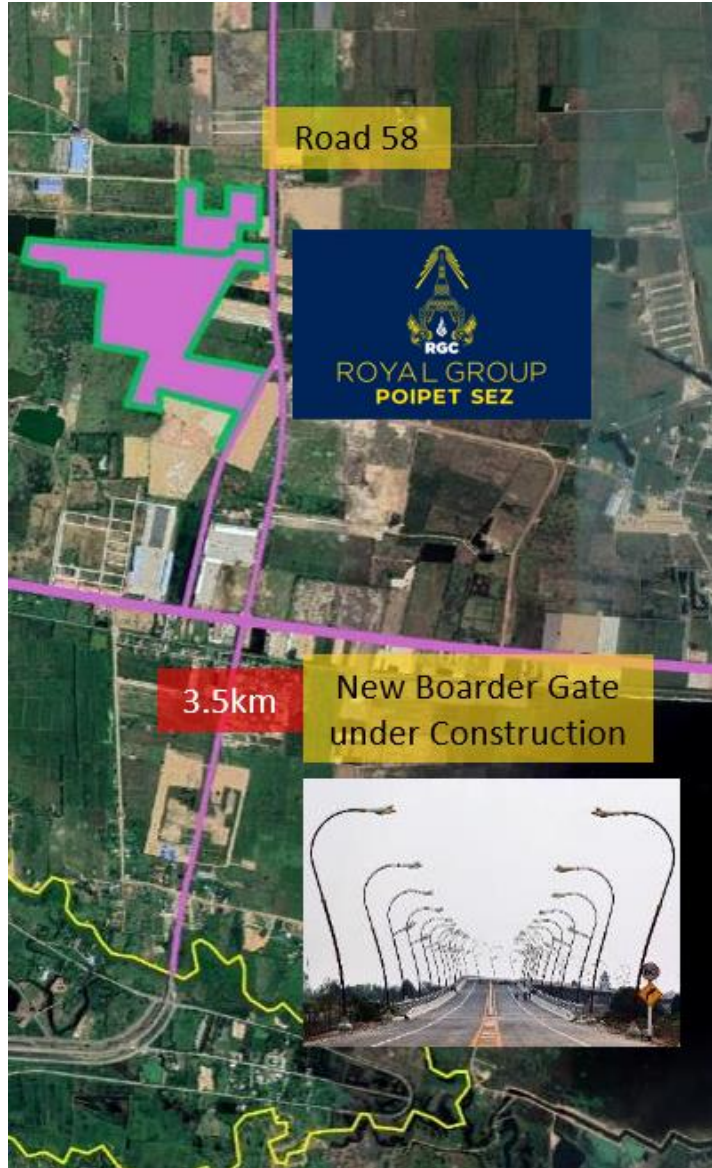 Road 58
RGC
ROYAL GROUP
POIPET SEZ
3.5km
New Boarder Gate
under Construction